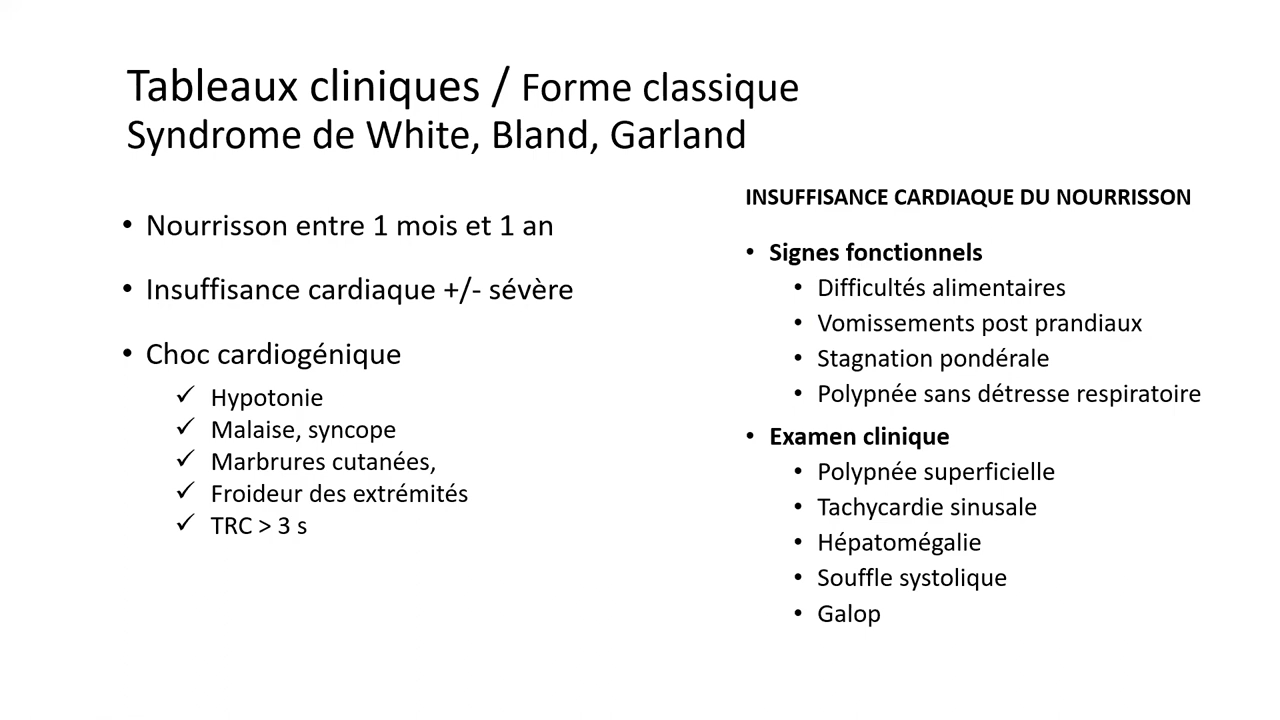 Tableaux cliniques / Forme classique
Syndrome de White, Bland, Garland
• Nourrisson entre 1 mois et 1 an
• Insuffisance cardiaque +/- sévère
• Choc cardiogénique
✓ Hypotonie
✓ Malaise, syncope
✓ Marbrures cutanées,
✓ Froideur des extrémités
✓ TRC > 3 s
INSUFFISANCE CARDIAQUE DU NOURRISSON
• Signes fonctionnels
• Difficultés alimentaires
• Vomissements post prandiaux
• Stagnation pondérale
• Polypnée sans détresse respiratoire
• Examen clinique
• Polypnée superficielle
• Tachycardie sinusale
• Hépatomégalie
• Souffle systolique
• Galop